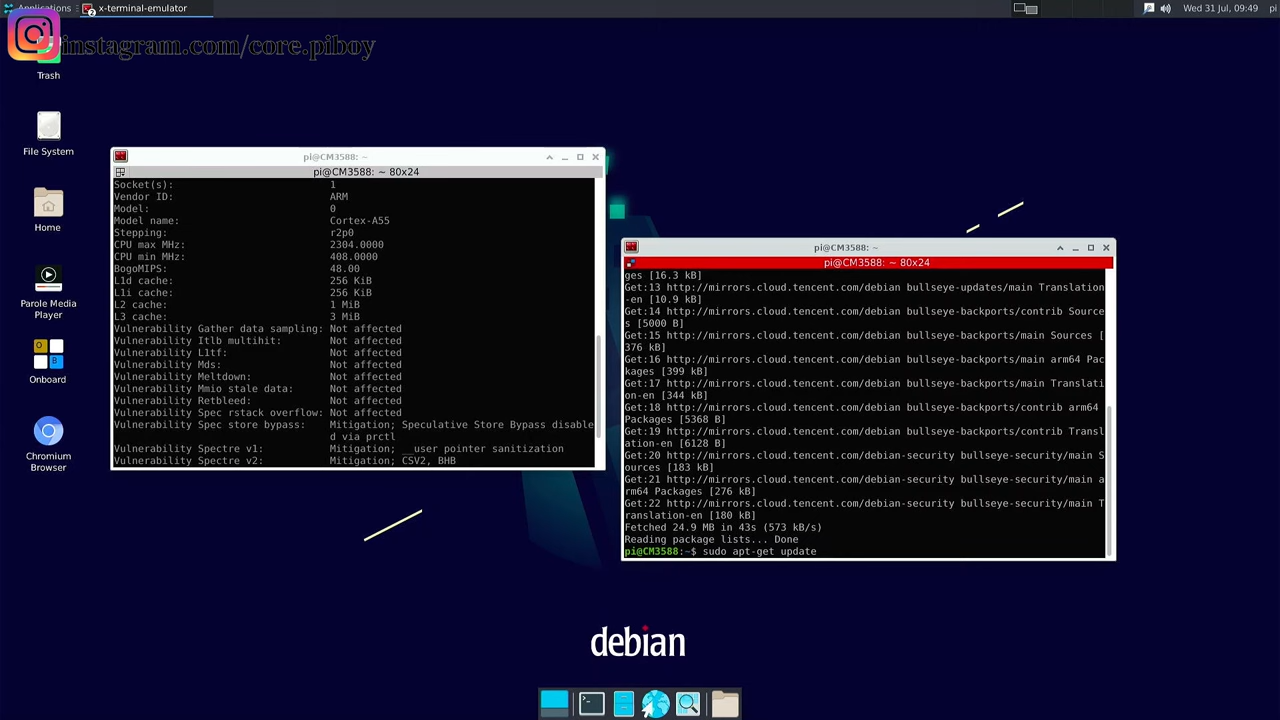 Applications
x-terminal-emulator
2
Wed 31 Jul, 09:49
pi
instagram.com/core.piboy
Trash
File System
Home
Parole Media
Player
O
B
Onboard
Chromium
Browser
pi@CM3588: ~
pi@CM3588: ~ 80x24
Socket(s): 1
Vendor ID: ARM
Model: 0
Model name: Cortex-A55
Stepping: r2p0
CPU max MHz: 2304.0000
CPU min MHz: 408.0000
BogoMIPS: 48.00
L1d cache: 256 KiB
L1i cache: 256 KiB
L2 cache: 1 MiB
L3 cache: 3 MiB
Vulnerability Gather data sampling: Not affected
Vulnerability Itlb multihit: Not affected
Vulnerability L1tf: Not affected
Vulnerability Mds: Not affected
Vulnerability Meltdown: Not affected
Vulnerability Mmio stale data: Not affected
Vulnerability Retbleed: Not affected
Vulnerability Spec rstack overflow: Not affected
Vulnerability Spec store bypass: Mitigation; Speculative Store Bypass disable
d via prctl
Vulnerability Spectre v1: Mitigation; __user pointer sanitization
Vulnerability Spectre v2: Mitigation; CSV2, BHB
pi@CM3588: ~
pi@CM3588: ~ 80x24
ges [16.3 kB]
Get:13 http://mirrors.cloud.tencent.com/debian bullseye-updates/main Translation
-en [10.9 kB]
Get:14 http://mirrors.cloud.tencent.com/debian bullseye-backports/contrib Source
s [5000 B]
Get:15 http://mirrors.cloud.tencent.com/debian bullseye-backports/main Sources [
376 kB]
Get:16 http://mirrors.cloud.tencent.com/debian bullseye-backports/main arm64 Pac
kages [399 kB]
Get:17 http://mirrors.cloud.tencent.com/debian bullseye-backports/main Translati
on-en [344 kB]
Get:18 http://mirrors.cloud.tencent.com/debian bullseye-backports/contrib arm64
Packages [5368 B]
Get:19 http://mirrors.cloud.tencent.com/debian bullseye-backports/contrib Transl
ation-en [6128 B]
Get:20 http://mirrors.cloud.tencent.com/debian-security bullseye-security/main S
ources [183 kB]
Get:21 http://mirrors.cloud.tencent.com/debian-security bullseye-security/main a
rm64 Packages [276 kB]
Get:22 http://mirrors.cloud.tencent.com/debian-security bullseye-security/main T
ranslation-en [180 kB]
Fetched 24.9 MB in 43s (573 kB/s)
Reading package lists... Done
pi@CM3588:~$ sudo apt-get update
debian